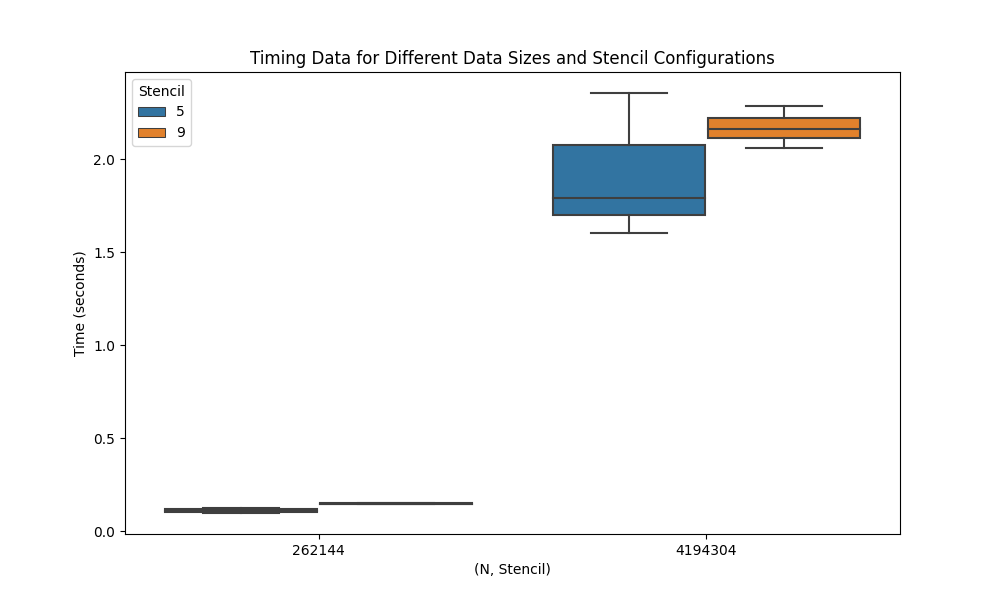 Timing Data for Different Data Sizes and Stencil Configurations
Stencil
5
9
2.0
1.5
1.0
0.5
0.0
Time (seconds)
262144
4194304
(N, Stencil)